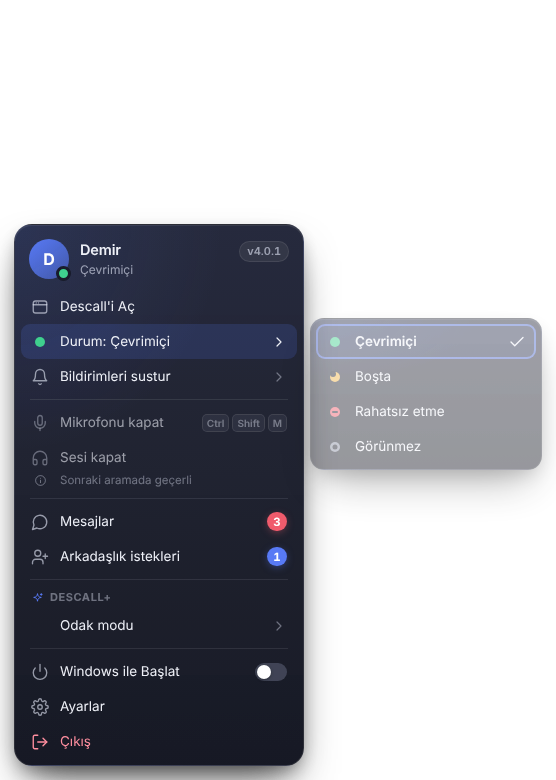 D
Demir
Çevrimiçi
v4.0.1
Descall'i Aç
Durum: Çevrimiçi
Bildirimleri sustur
Mikrofonu kapat Ctrl Shift M
Sesi kapat
Sonraki aramada geçerli
Mesajlar 3
Arkadaşlık istekleri 1
DESCALL+
Odak modu
Windows ile Başlat
Ayarlar
Çıkış
Çevrimiçi
Boşta
Rahatsız etme
Görünmez